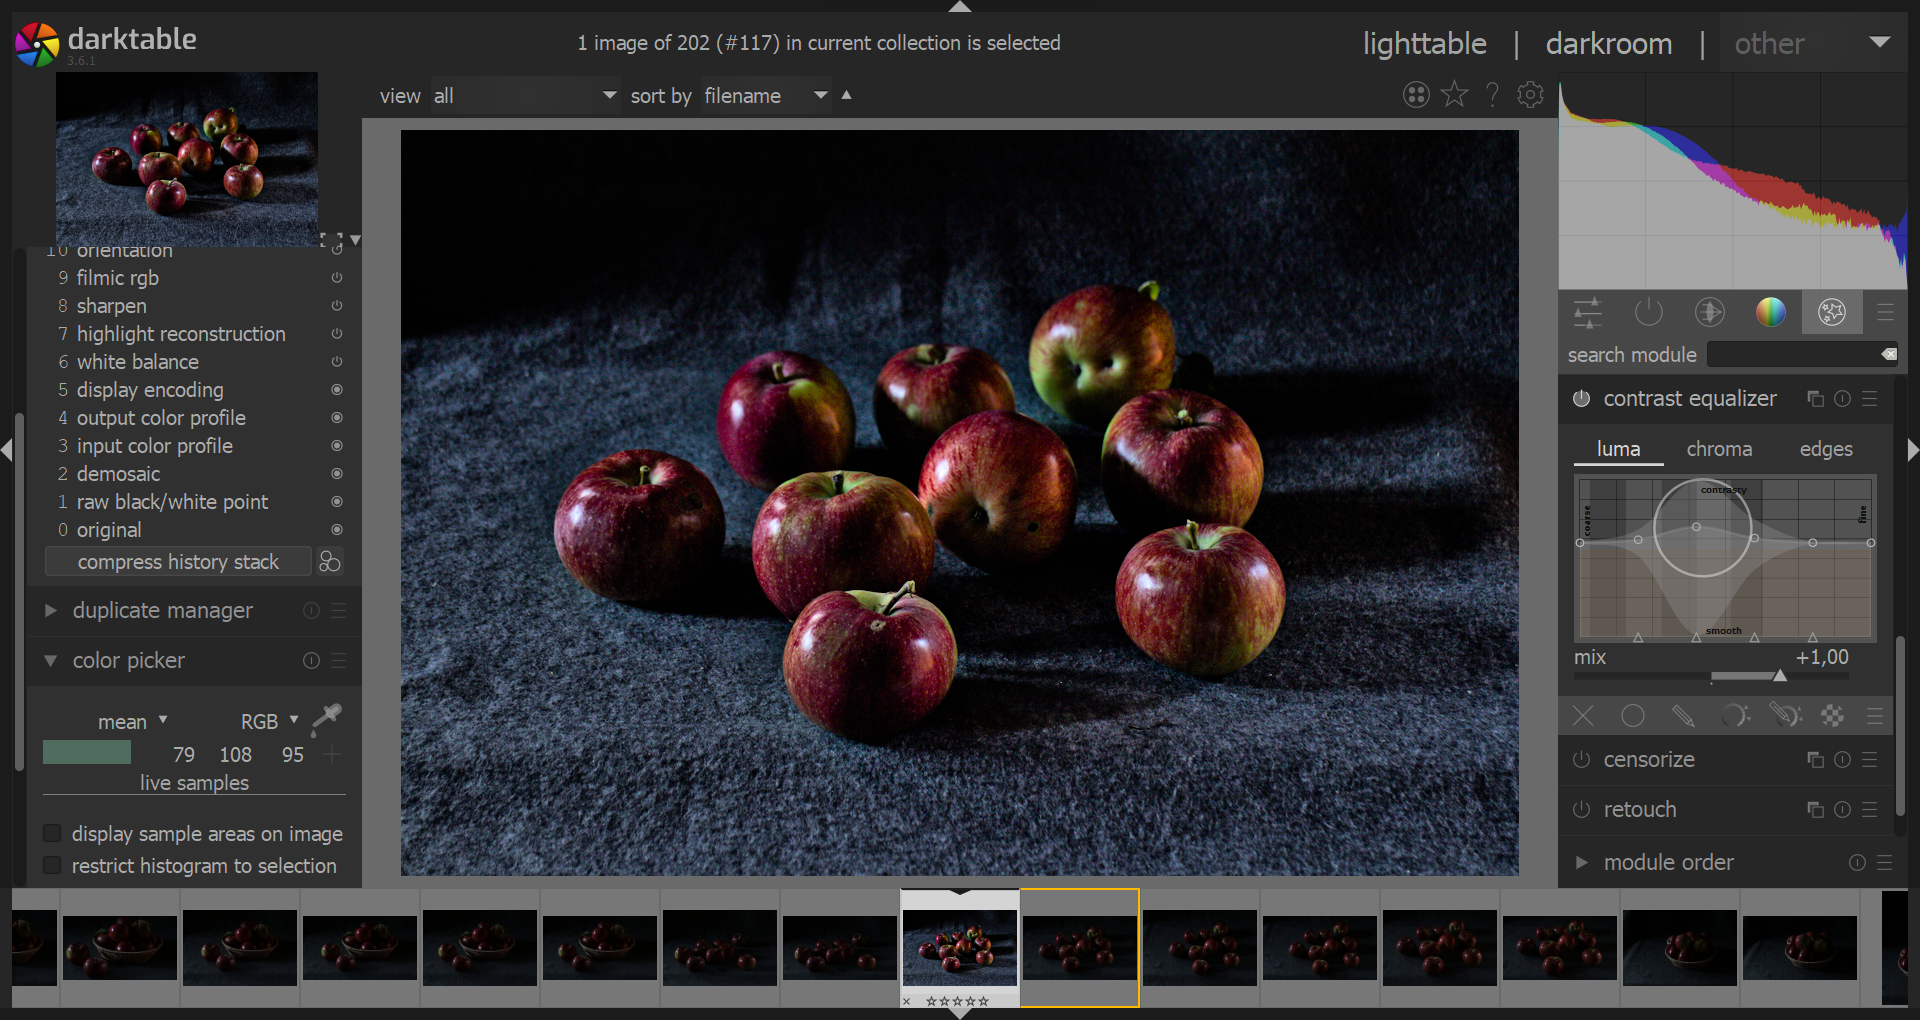 darktable
3.6.1
1 image of 202 (#117) in current collection is selected
lighttable | darkroom | other
view all sort by filename
10 orientation
9 filmic rgb
8 sharpen
7 highlight reconstruction
6 white balance
5 display encoding
4 output color profile
3 input color profile
2 demosaic
1 raw black/white point
0 original
compress history stack
duplicate manager
color picker
mean RGB
79 108 95
live samples
display sample areas on image
restrict histogram to selection
search module
contrast equalizer
luma chroma edges
contrasty
coarse
fine
smooth
mix +1,00
censorize
retouch
module order